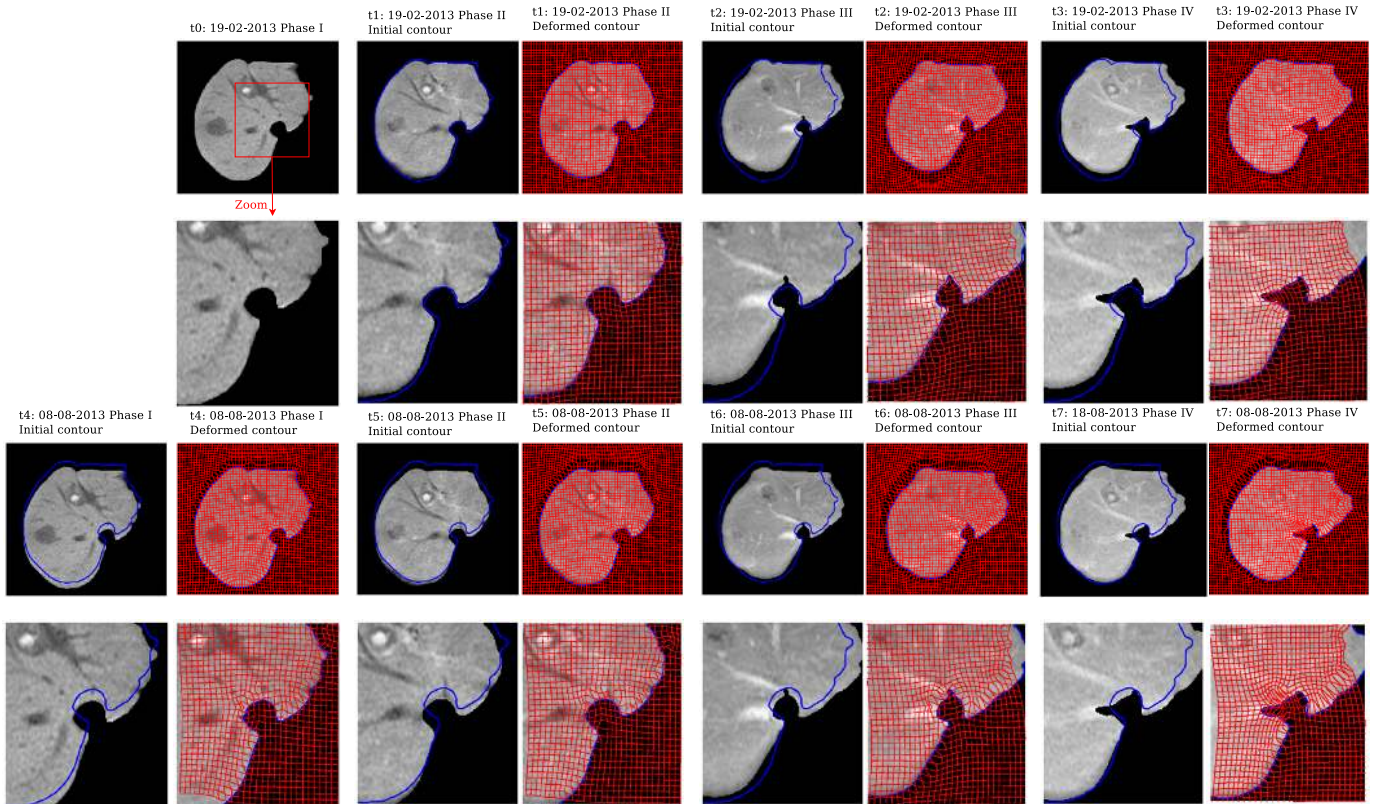 t0: 19-02-2013 Phase I
t1: 19-02-2013 Phase II
Initial contour
t1: 19-02-2013 Phase II
Deformed contour
t2: 19-02-2013 Phase III
Initial contour
t2: 19-02-2013 Phase III
Deformed contour
t3: 19-02-2013 Phase IV
Initial contour
t3: 19-02-2013 Phase IV
Deformed contour
Zoom
t4: 08-08-2013 Phase I
Initial contour
t4: 08-08-2013 Phase I
Deformed contour
t5: 08-08-2013 Phase II
Initial contour
t5: 08-08-2013 Phase II
Deformed contour
t6: 08-08-2013 Phase III
Initial contour
t6: 08-08-2013 Phase III
Deformed contour
t7: 18-08-2013 Phase IV
Initial contour
t7: 08-08-2013 Phase IV
Deformed contour